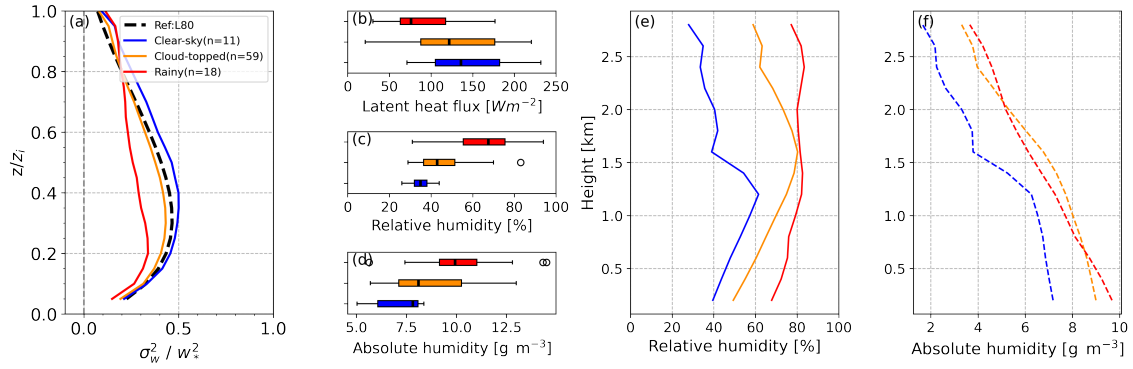 (a)
Ref:L80
Clear-sky(n=11)
Cloud-topped(n=59)
Rainy(n=18)
1.0
0.8
0.6
0.4
0.2
0.0
z/z_i
0.0 0.5 1.0
σ_w^2 / w_*^2
(b)
0 50 100 150 200 250
Latent heat flux [Wm^{-2}]
(c)
0 20 40 60 80 100
Relative humidity [%]
(d)
5.0 7.5 10.0 12.5
Absolute humidity [g m^{-3}]
(e)
2.5
2.0
1.5
1.0
0.5
Height [km]
0 20 40 60 80 100
Relative humidity [%]
(f)
2.5
2.0
1.5
1.0
0.5
2 4 6 8 10
Absolute humidity [g m^{-3}]